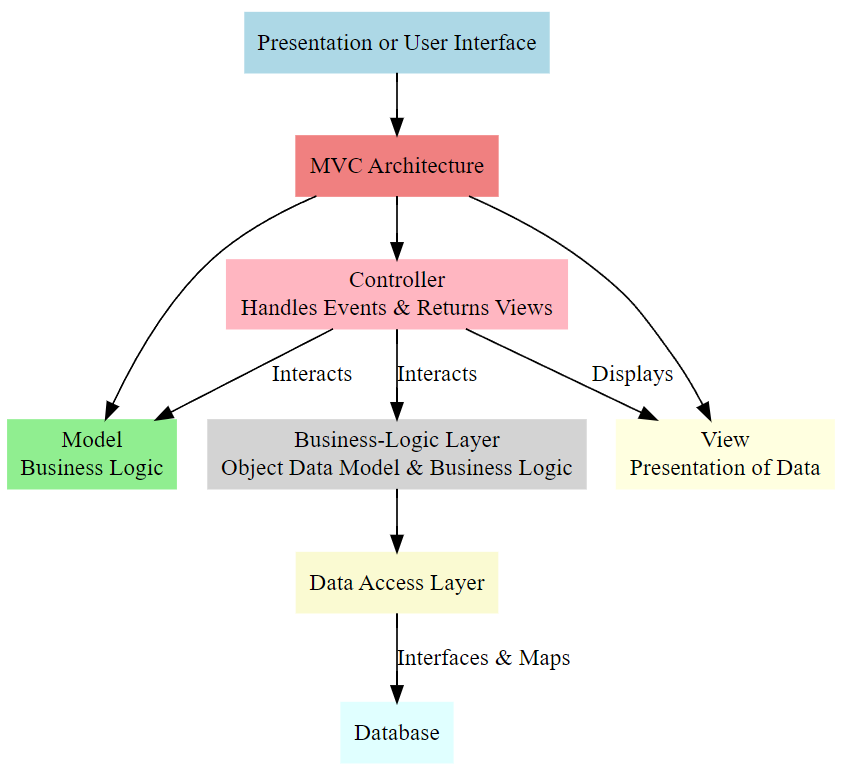 Presentation or User Interface
MVC Architecture
Controller
Handles Events & Returns Views
Interacts
Interacts
Displays
Model
Business Logic
Business-Logic Layer
Object Data Model & Business Logic
View
Presentation of Data
Data Access Layer
Interfaces & Maps
Database